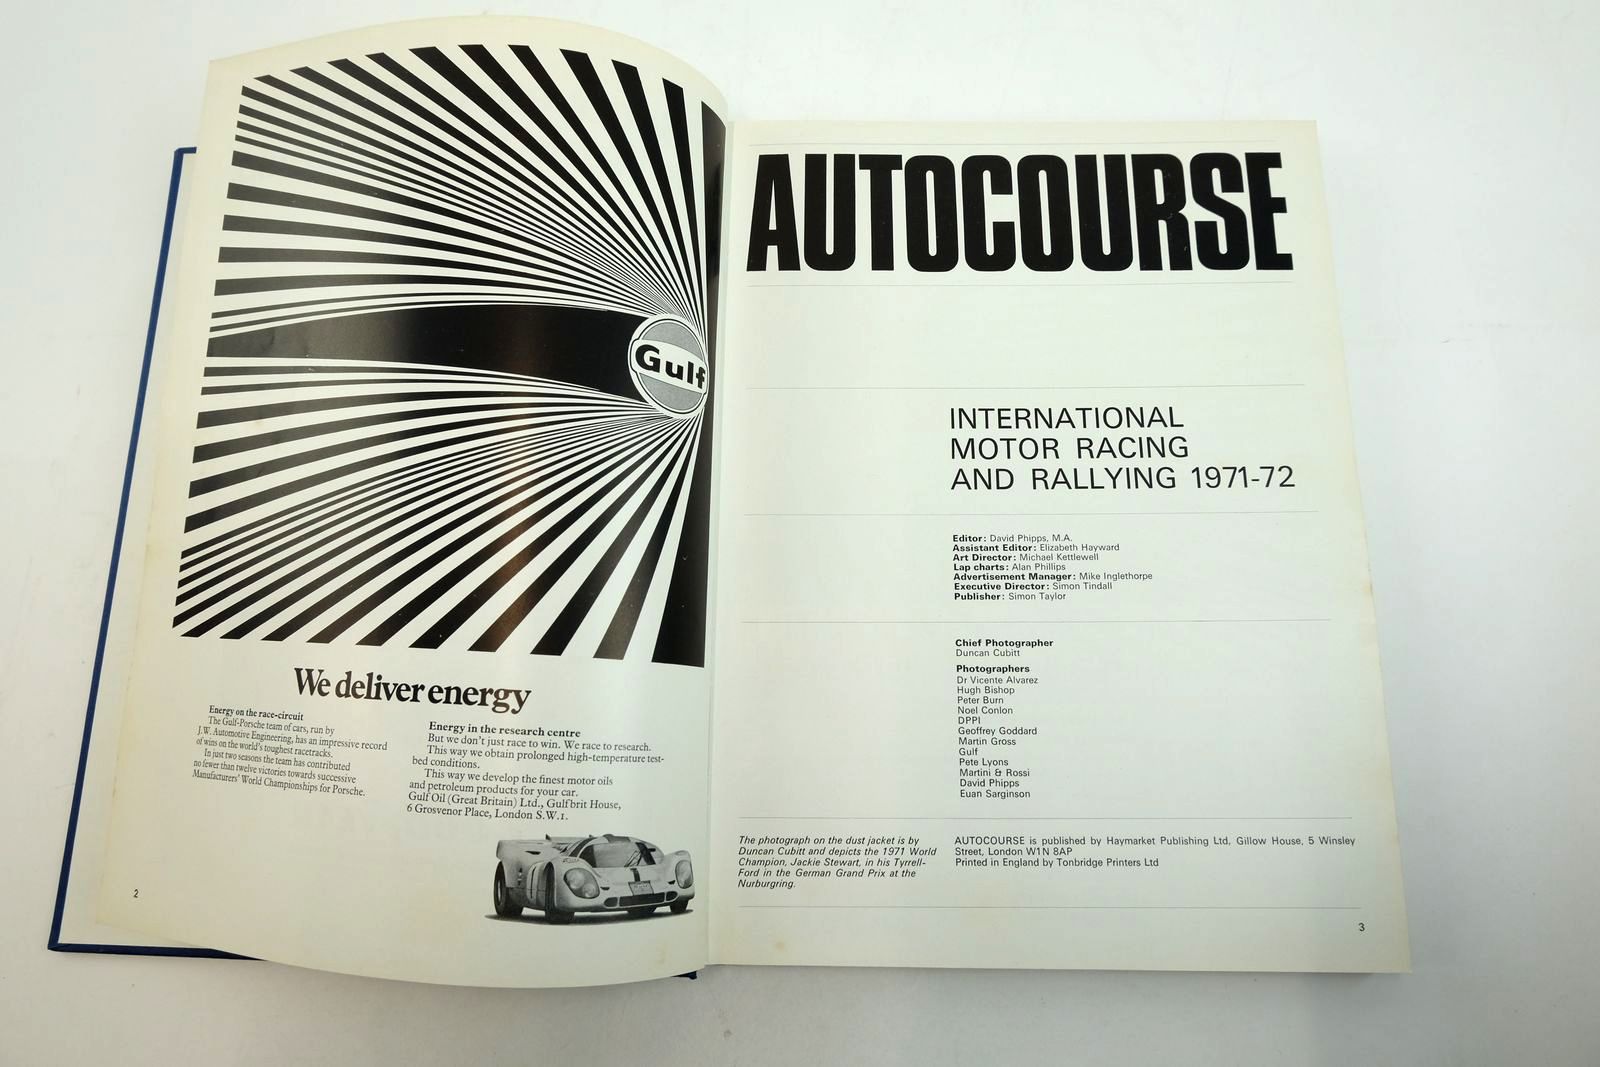 Gulf
We deliver energy
Energy on the race-circuit
The Gulf-Porsche team of cars, run by
J.W. Automotive Engineering, has an impressive record
of wins on the world's toughest racetracks.
In just two seasons the team has contributed
no fewer than twelve victories towards successive
Manufacturers' World Championships for Porsche.
Energy in the research centre
But we don't just race to win. We race to research.
This way we obtain prolonged high-temperature test-
bed conditions.
This way we develop the finest motor oils
and petroleum products for your car.
Gulf Oil (Great Britain) Ltd., Gulfbrit House,
6 Grosvenor Place, London S.W.1.
2
AUTOCOURSE
INTERNATIONAL
MOTOR RACING
AND RALLYING 1971-72
Editor: David Phipps, M.A.
Assistant Editor: Elizabeth Hayward
Art Director: Michael Kettlewell
Lap charts: Alan Phillips
Advertisement Manager: Mike Inglethorpe
Executive Director: Simon Tindall
Publisher: Simon Taylor
Chief Photographer
Duncan Cubitt
Photographers
Dr Vicente Alvarez
Hugh Bishop
Peter Burn
Noel Conlon
DPPI
Geoffrey Goddard
Martin Gross
Gulf
Pete Lyons
Martini & Rossi
David Phipps
Euan Sarginson
The photograph on the dust jacket is by
Duncan Cubitt and depicts the 1971 World
Champion, Jackie Stewart, in his Tyrrell-
Ford in the German Grand Prix at the
Nurburgring.
AUTOCOURSE is published by Haymarket Publishing Ltd, Gillow House, 5 Winsley
Street, London W1N 8AP
Printed in England by Tonbridge Printers Ltd
3